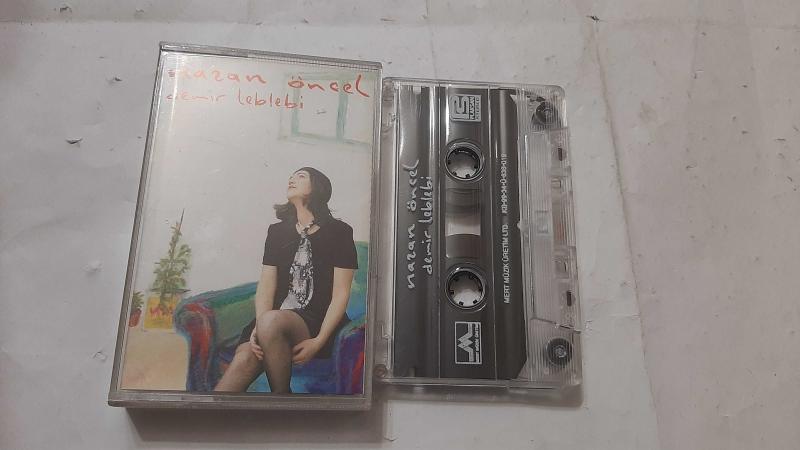 nazan öncel
demir leblebi
nazan öncel
demir leblebi
MERT MÜZİK ÜRETİM LTD.